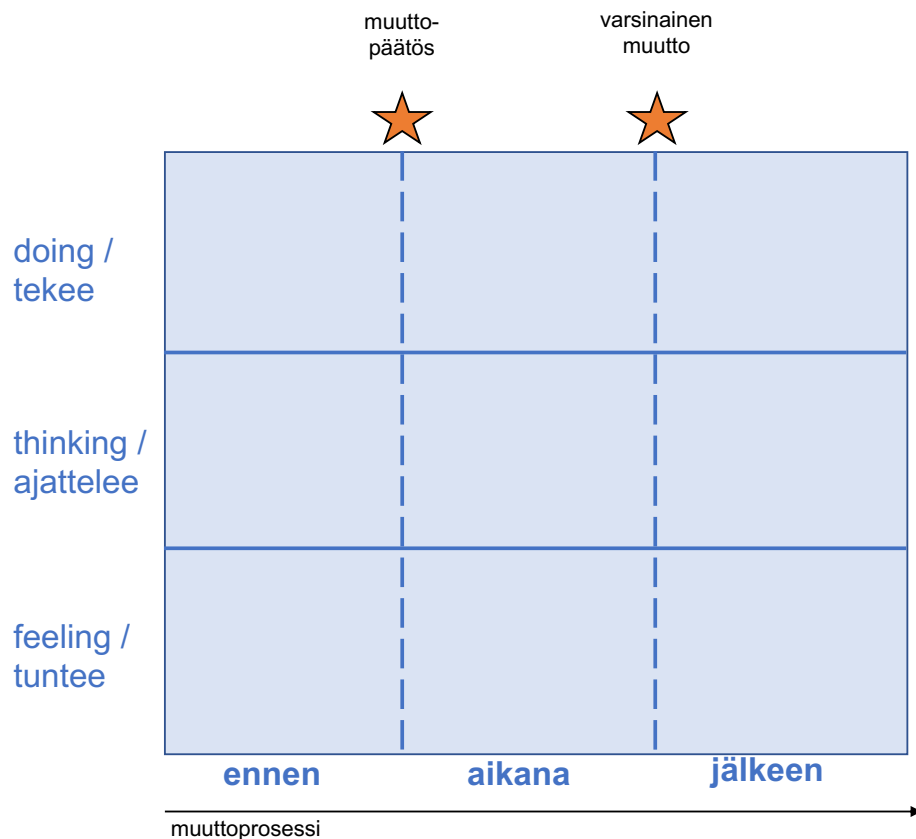 muutto-
päätös
varsinainen
muutto
doing /
tekee
thinking /
ajattelee
feeling /
tuntee
ennen
aikana
jälkeen
muuttoprosessi